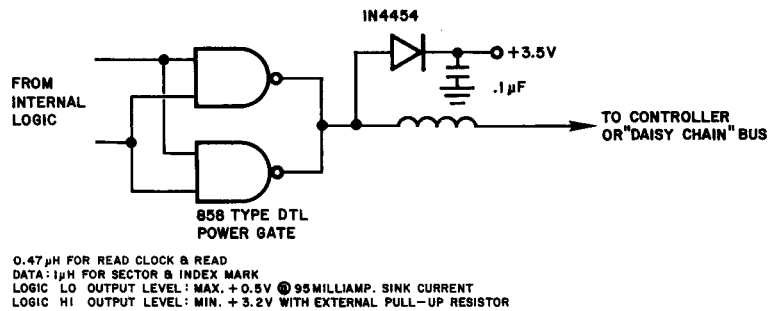 1N4454
+3.5V
.1µF
FROM
INTERNAL
LOGIC
TO CONTROLLER
OR "DAISY CHAIN" BUS
858 TYPE DTL
POWER GATE
0.47µH FOR READ CLOCK & READ
DATA: 1µH FOR SECTOR & INDEX MARK
LOGIC LO OUTPUT LEVEL: MAX. +0.5V @ 95 MILLIAMP. SINK CURRENT
LOGIC HI OUTPUT LEVEL: MIN. +3.2V WITH EXTERNAL PULL-UP RESISTOR